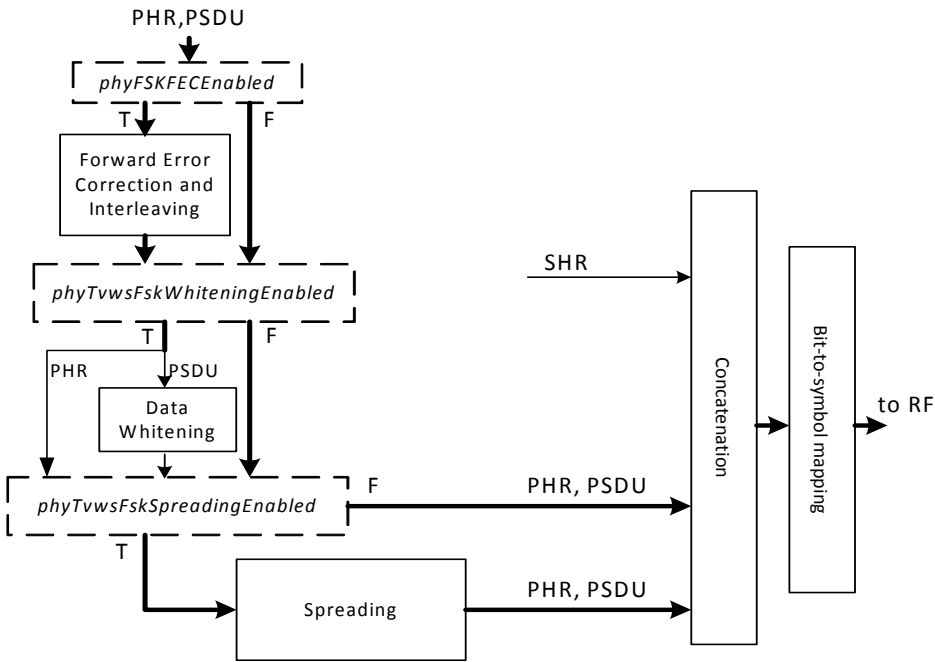 PHR,PSDU
phyFSKFECEnabled
T
F
Forward Error
Correction and
Interleaving
phyTvwsFskWhiteningEnabled
T
F
PHR
PSDU
Data
Whitening
phyTvwsFskSpreadingEnabled
F
PHR, PSDU
T
Spreading
PHR, PSDU
SHR
Concatenation
Bit-to-symbol mapping
to RF